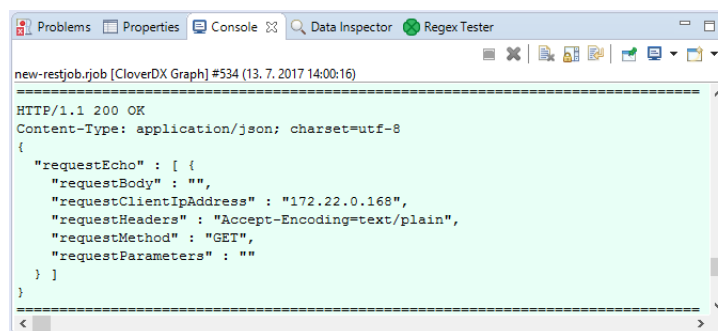 Problems Properties Console Data Inspector Regex Tester
new-restjob.rjob [CloverDX Graph] #534 (13. 7. 2017 14:00:16)
================================================================================
HTTP/1.1 200 OK
Content-Type: application/json; charset=utf-8
{
  "requestEcho" : [ {
    "requestBody" : "",
    "requestClientIpAddress" : "172.22.0.168",
    "requestHeaders" : "Accept-Encoding=text/plain",
    "requestMethod" : "GET",
    "requestParameters" : ""
  } ]
}
================================================================================